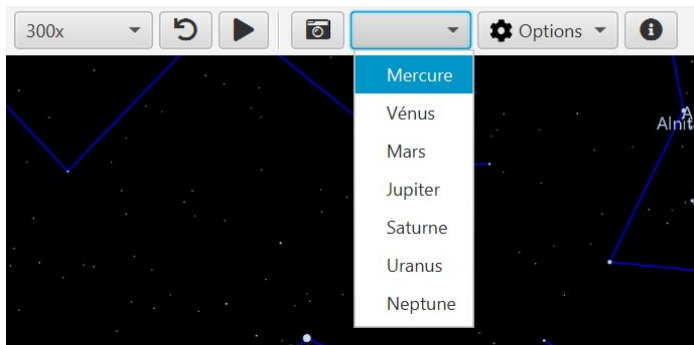 300x
Options
Mercure
Vénus
Mars
Jupiter
Saturne
Uranus
Neptune